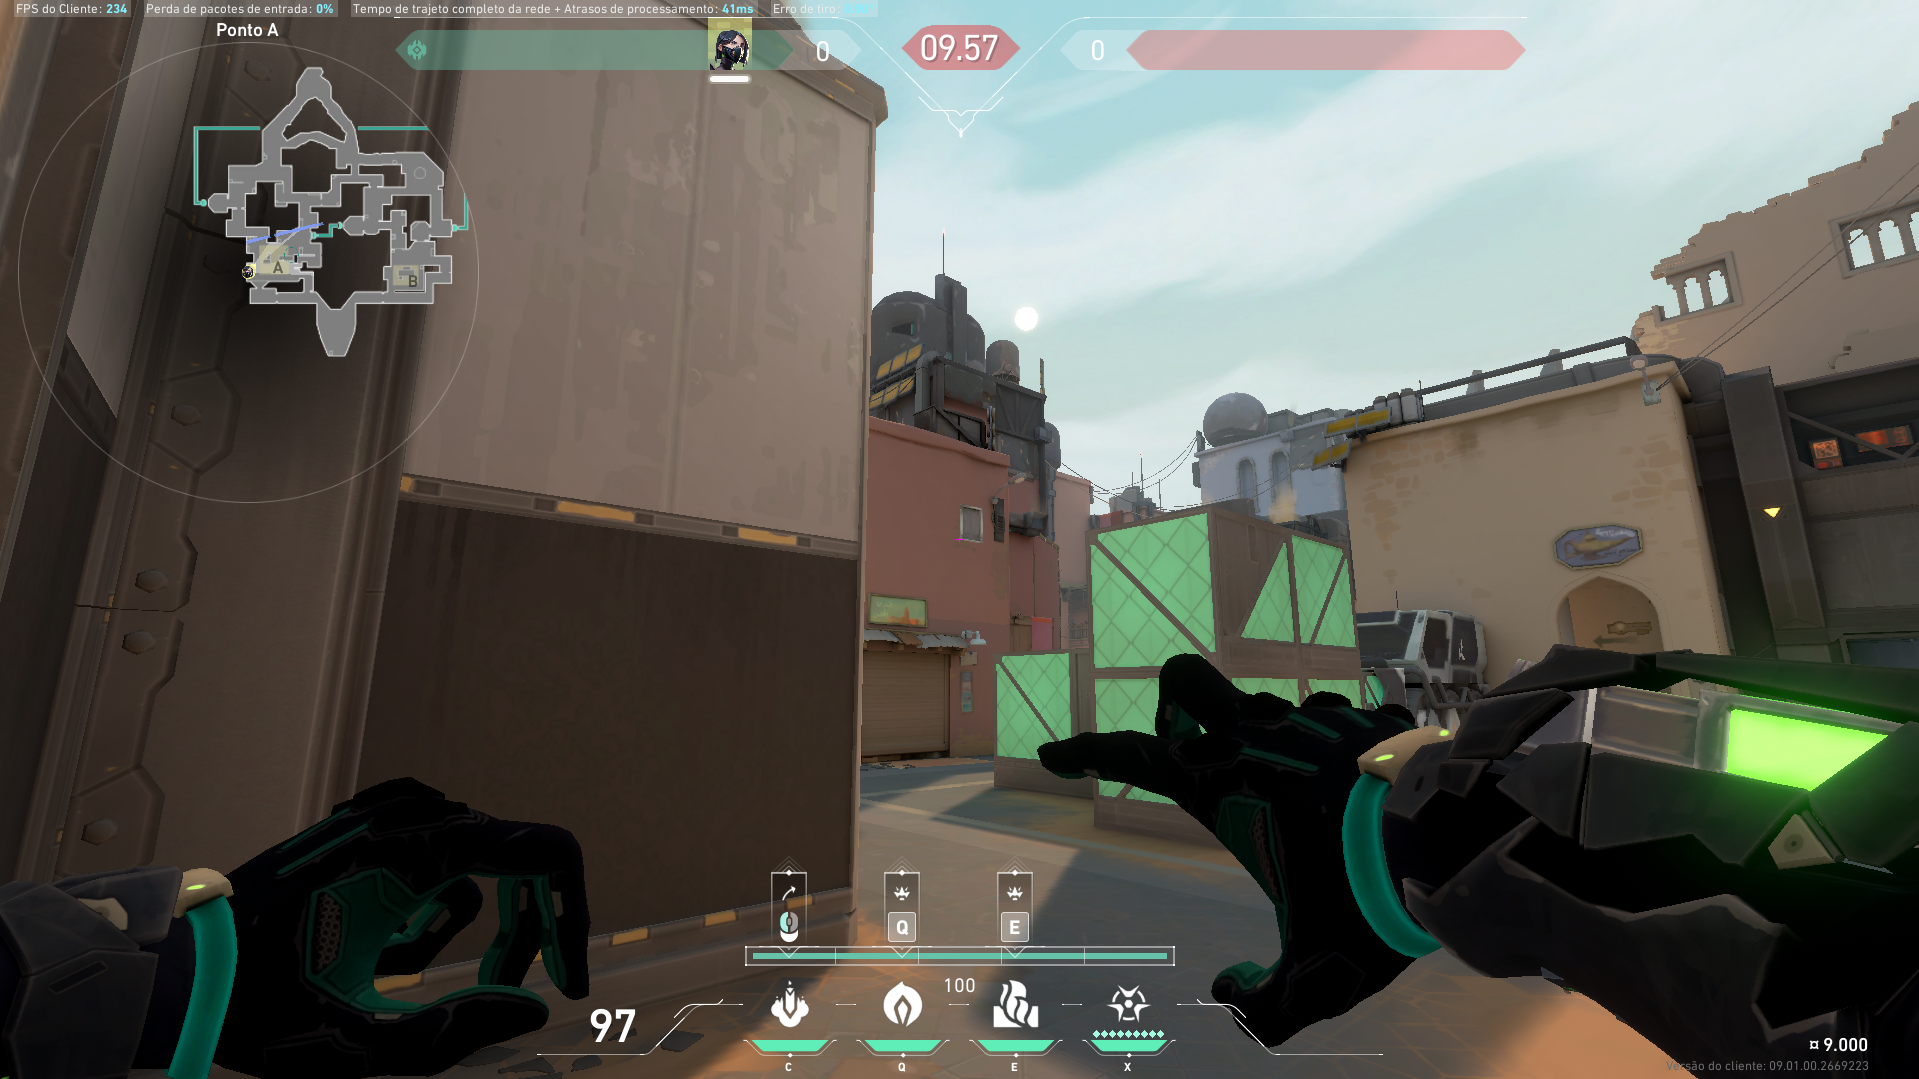 FPS do Cliente: 234
Perda de pacotes de entrada: 0%
Tempo de trajeto completo da rede + Atrasos de processamento: 41ms
Erro de tiro:
Ponto A
0
09.57
0
A
B
Q
E
100
97
C
Q
E
X
¤ 9.000
Versão do cliente: 09.01.00.2669223